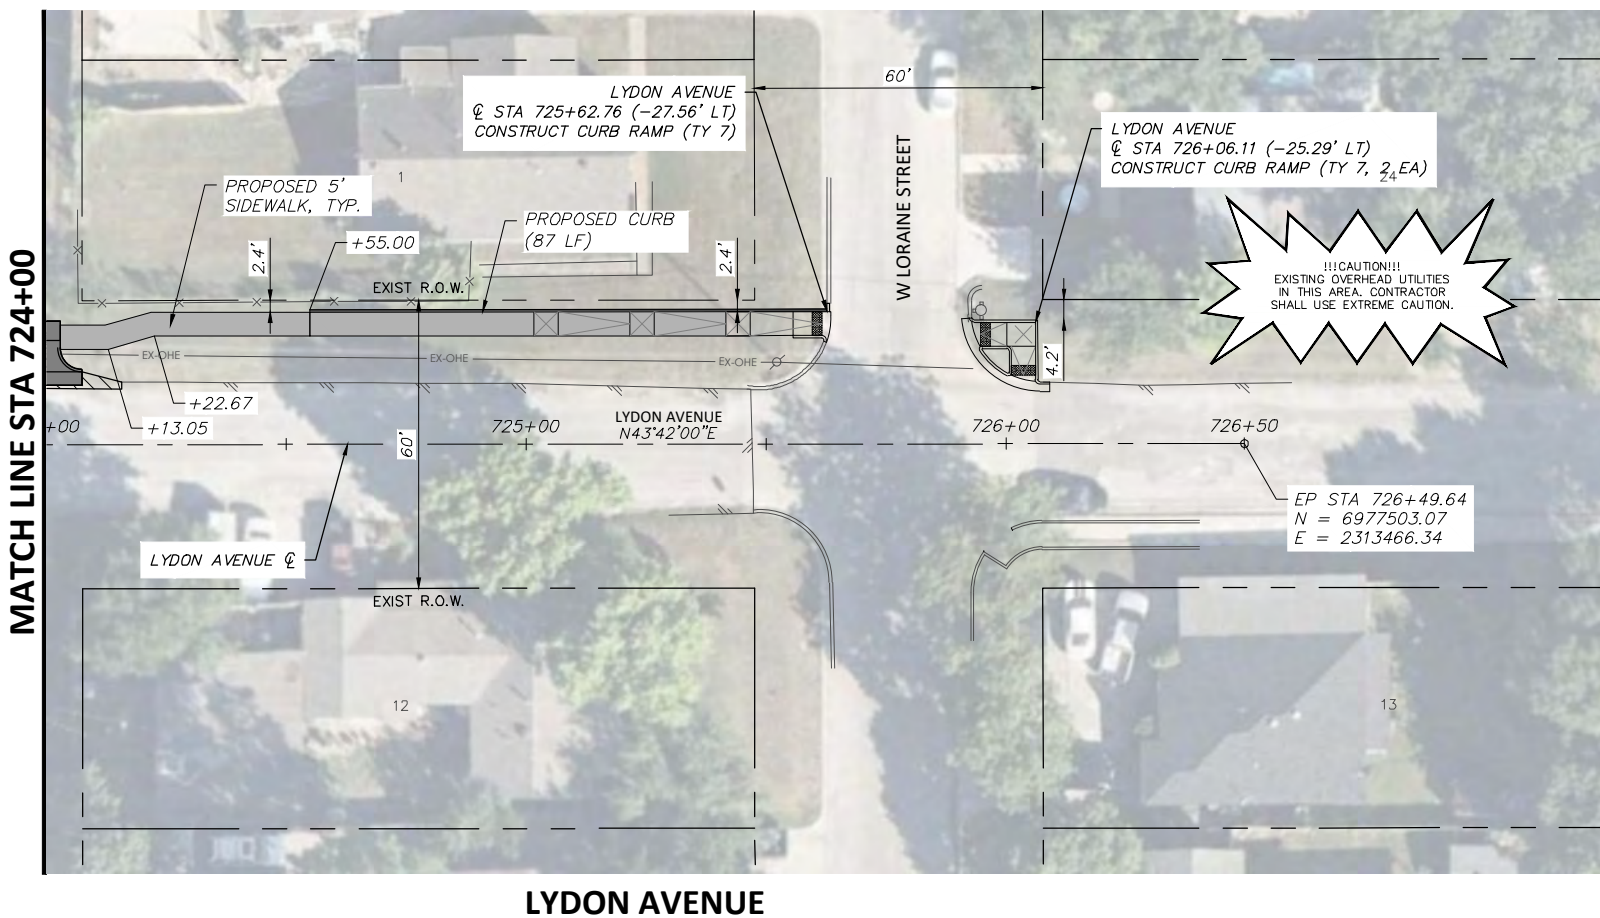 60'
LYDON AVENUE
℄ STA 725+62.76 (-27.56' LT)
CONSTRUCT CURB RAMP (TY 7)
LYDON AVENUE
℄ STA 726+06.11 (-25.29' LT)
CONSTRUCT CURB RAMP (TY 7, 2 EA)
24
1
PROPOSED 5'
SIDEWALK, TYP.
+55.00
PROPOSED CURB
(87 LF)
W LORAINE STREET
2.4'
2.4'
EXIST R.O.W.
!!!CAUTION!!!
EXISTING OVERHEAD UTILITIES
IN THIS AREA. CONTRACTOR
SHALL USE EXTREME CAUTION.
MATCH LINE STA 724+00
EX-OHE
EX-OHE
EX-OHE
4.2'
+22.67
+13.05
+00
725+00
LYDON AVENUE
N43°42'00"E
726+00
726+50
60'
EP STA 726+49.64
N = 6977503.07
E = 2313466.34
LYDON AVENUE ℄
EXIST R.O.W.
12
13
LYDON AVENUE